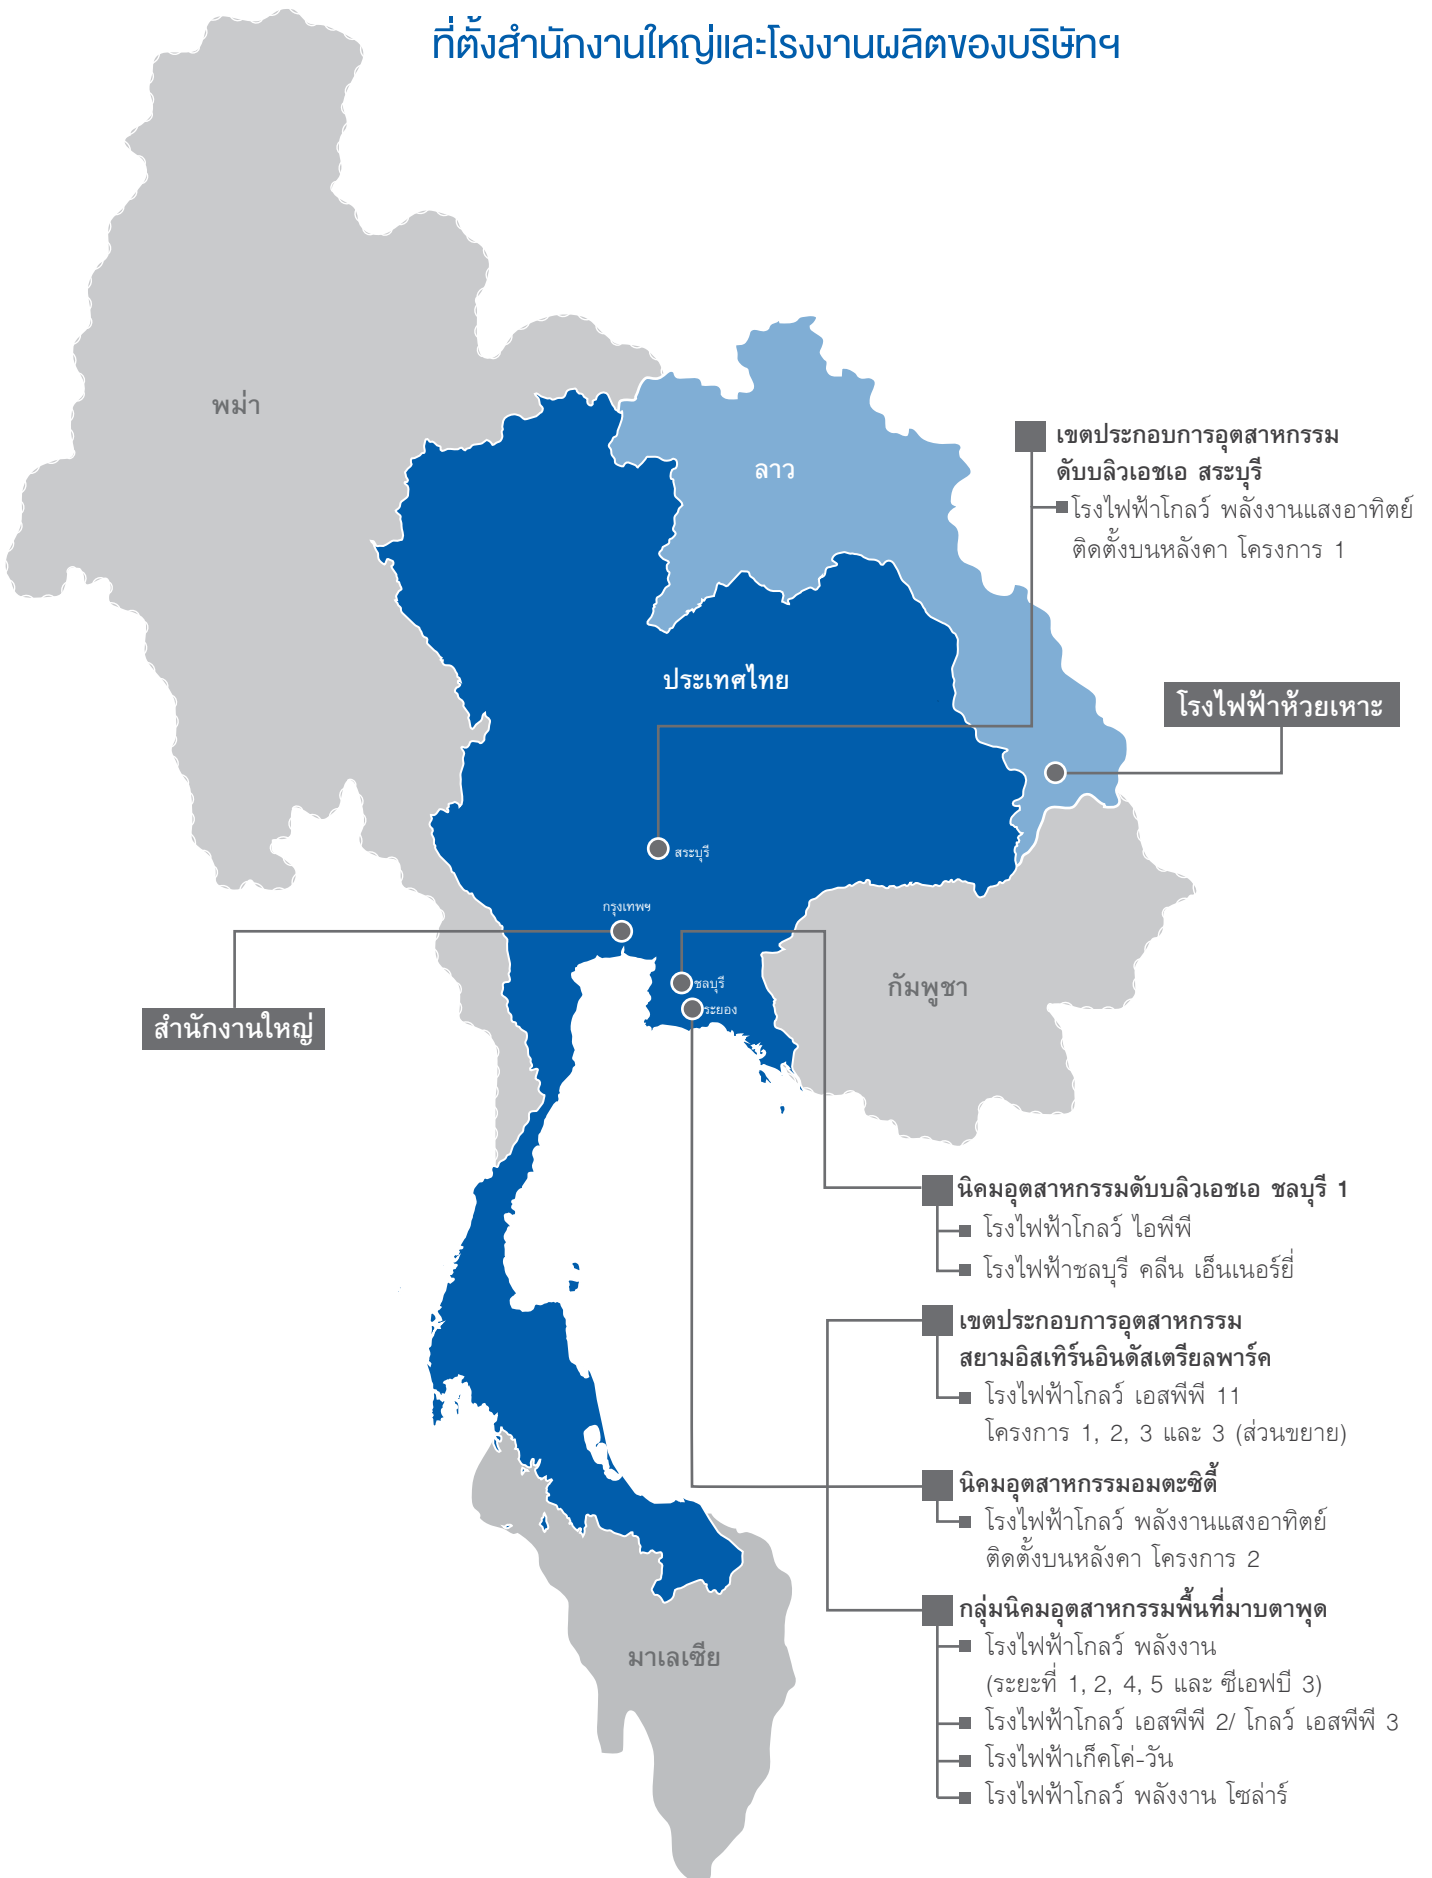 ที่ตั้งสำนักงานใหญ่และโรงงานผลิตของบริษัทฯ
พม่า
ลาว
เขตประกอบการอุตสาหกรรม
ดับบลิวเอชเอ สระบุรี
โรงไฟฟ้าโกลว์ พลังงานแสงอาทิตย์
ติดตั้งบนหลังคา โครงการ 1
ประเทศไทย
โรงไฟฟ้าห้วยเหาะ
สระบุรี
กรุงเทพฯ
ชลบุรี
ระยอง
กัมพูชา
สำนักงานใหญ่
นิคมอุตสาหกรรมดับบลิวเอชเอ ชลบุรี 1
โรงไฟฟ้าโกลว์ ไอพีพี
โรงไฟฟ้าชลบุรี คลีน เอ็นเนอร์ยี่
เขตประกอบการอุตสาหกรรม
สยามอิสเทิร์นอินดัสเตรียลพาร์ค
โรงไฟฟ้าโกลว์ เอสพีพี 11
โครงการ 1, 2, 3 และ 3 (ส่วนขยาย)
นิคมอุตสาหกรรมอมตะซิตี้
โรงไฟฟ้าโกลว์ พลังงานแสงอาทิตย์
ติดตั้งบนหลังคา โครงการ 2
กลุ่มนิคมอุตสาหกรรมพื้นที่มาบตาพุด
โรงไฟฟ้าโกลว์ พลังงาน
(ระยะที่ 1, 2, 4, 5 และ ซีเอฟบี 3)
โรงไฟฟ้าโกลว์ เอสพีพี 2/ โกลว์ เอสพีพี 3
โรงไฟฟ้าเก็คโค่-วัน
โรงไฟฟ้าโกลว์ พลังงาน โซล่าร์
มาเลเซีย